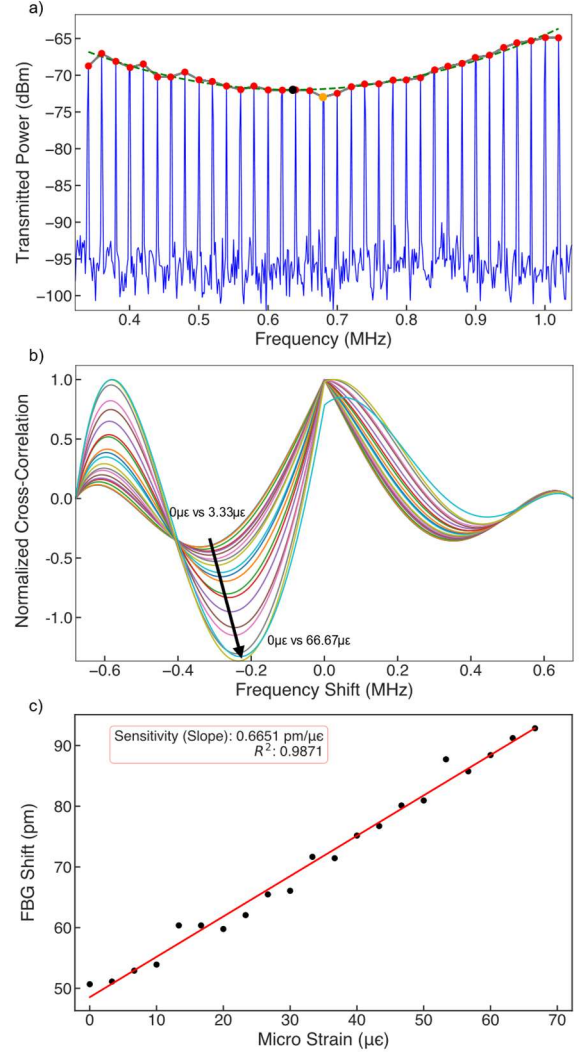 a)
−65
−70
−75
−80
−85
−90
−95
−100
Transmitted Power (dBm)
0.4 0.5 0.6 0.7 0.8 0.9 1.0
Frequency (MHz)
b)
1.0
0.5
0.0
-0.5
-1.0
Normalized Cross-Correlation
0με vs 3.33με
0με vs 66.67με
−0.6 −0.4 −0.2 0.0 0.2 0.4 0.6
Frequency Shift (MHz)
c)
Sensitivity (Slope): 0.6651 pm/με
R²: 0.9871
90
80
70
60
50
FBG Shift (pm)
0 10 20 30 40 50 60 70
Micro Strain (μϵ)